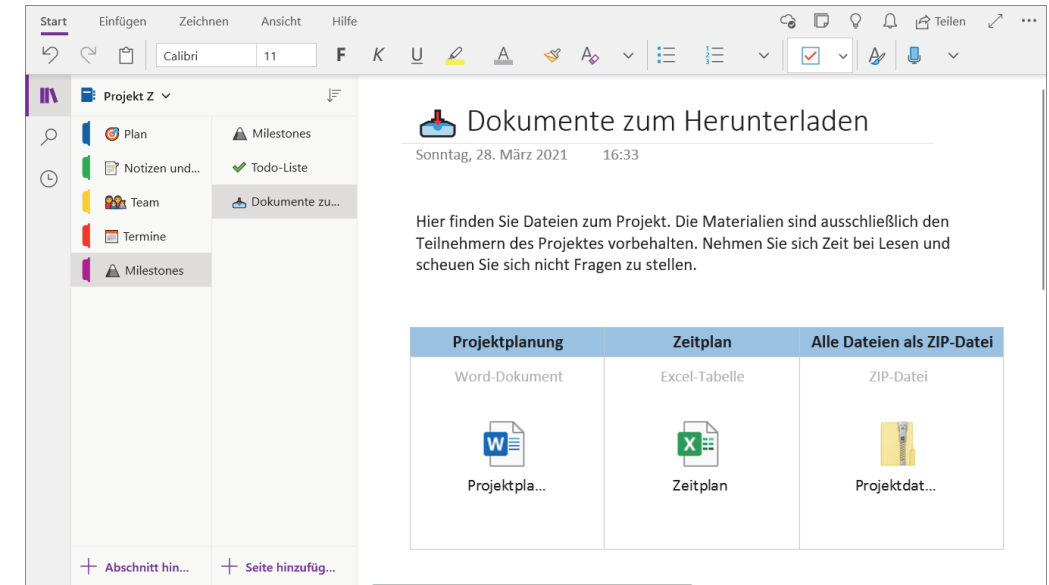 Start Einfügen Zeichnen Ansicht Hilfe Teilen
Calibri 11 F K U A A
Projekt Z
Plan
Notizen und...
Team
Termine
Milestones
Abschnitt hin...
Milestones
Todo-Liste
Dokumente zu...
Seite hinzufüg...
Dokumente zum Herunterladen
Sonntag, 28. März 2021 16:33
Hier finden Sie Dateien zum Projekt. Die Materialien sind ausschließlich den
Teilnehmern des Projektes vorbehalten. Nehmen Sie sich Zeit bei Lesen und
scheuen Sie sich nicht Fragen zu stellen.
Projektplanung Zeitplan Alle Dateien als ZIP-Datei
Word-Dokument Excel-Tabelle ZIP-Datei
W X
Projektpla... Zeitplan Projektdat...